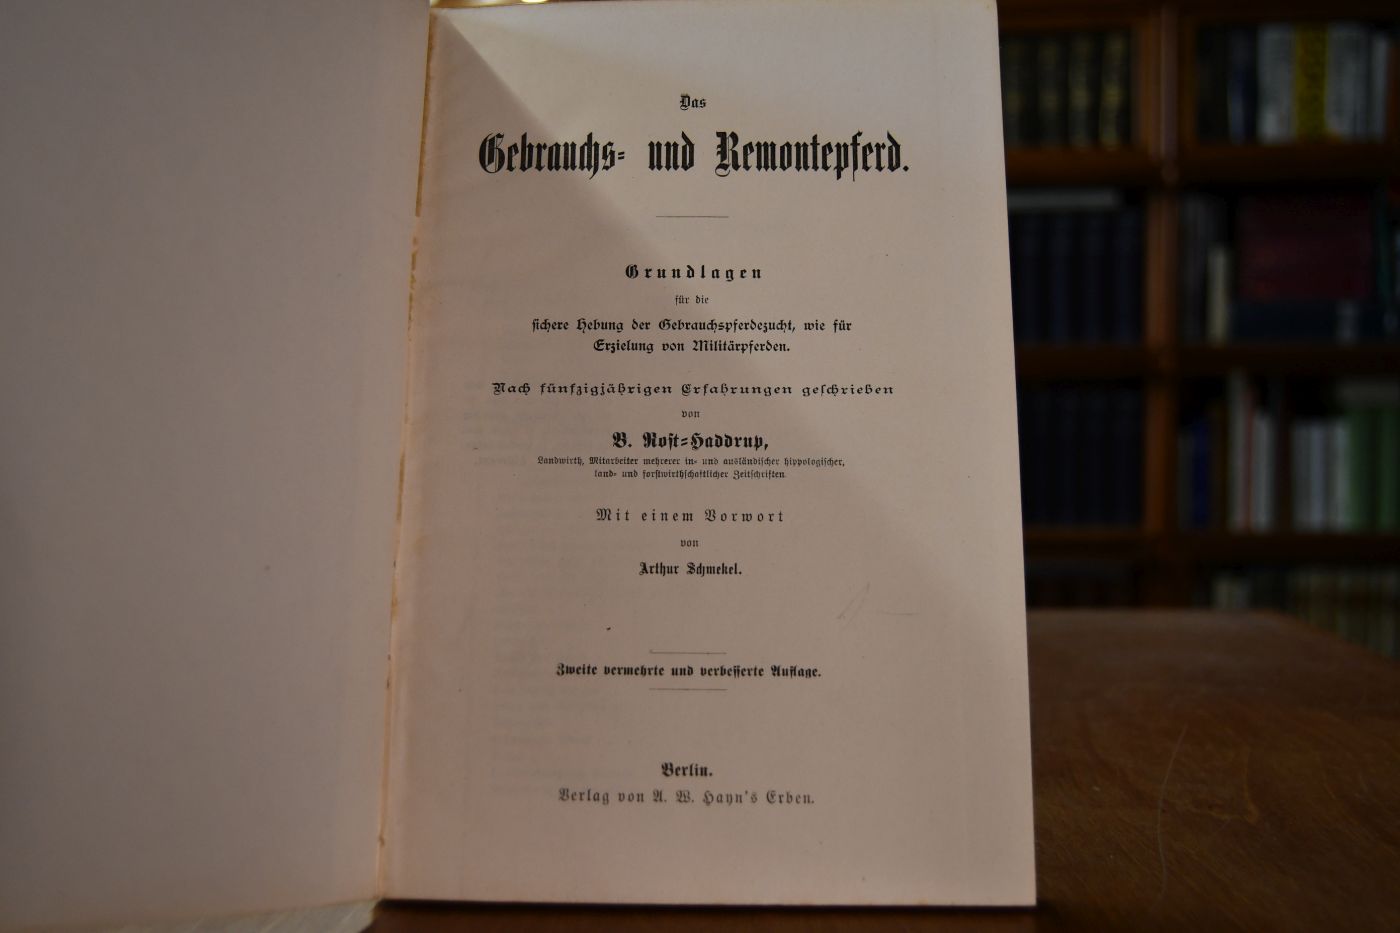 Das
Gebrauchs- und Remontepferd.
Grundlagen
für die
sichere Hebung der Gebrauchspferdezucht, wie für
Erzielung von Militärpferden.
Nach fünfzigjährigen Erfahrungen geschrieben
von
B. Rost-Haddrup,
Landwirth, Mitarbeiter mehrerer in- und ausländischer hippologischer,
land- und forstwirthschaftlicher Zeitschriften.
Mit einem Vorwort
von
Arthur Schmekel.
Zweite vermehrte und verbesserte Auflage.
Berlin.
Verlag von A. W. Hayn's Erben.